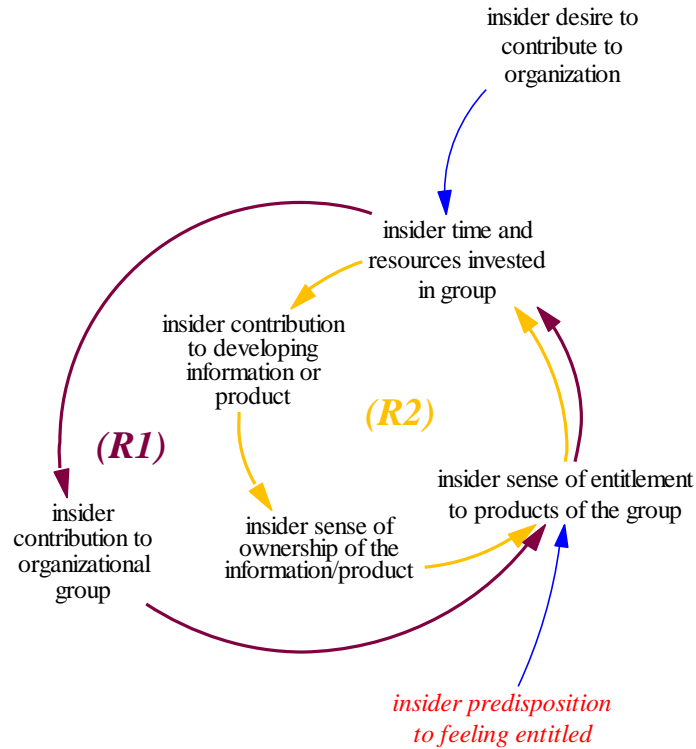 insider desire to
contribute to
organization
insider time and
resources invested
in group
insider contribution
to developing
information or
product
(R2)
(R1)
insider sense of entitlement
to products of the group
insider
contribution to
organizational
group
insider sense of
ownership of the
information/product
insider predisposition
to feeling entitled